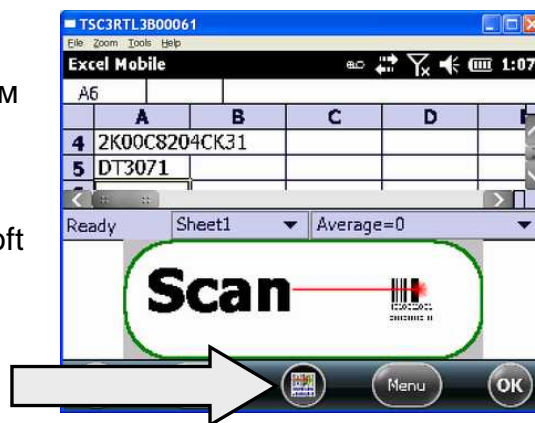 TSC3RTL3B00061
File Zoom Tools Help
Excel Mobile 1:07
м
A6
A B C D
4 2K00C8204CK31
5 DT3071
oft
Ready Sheet1 Average=0
Scan
Menu OK